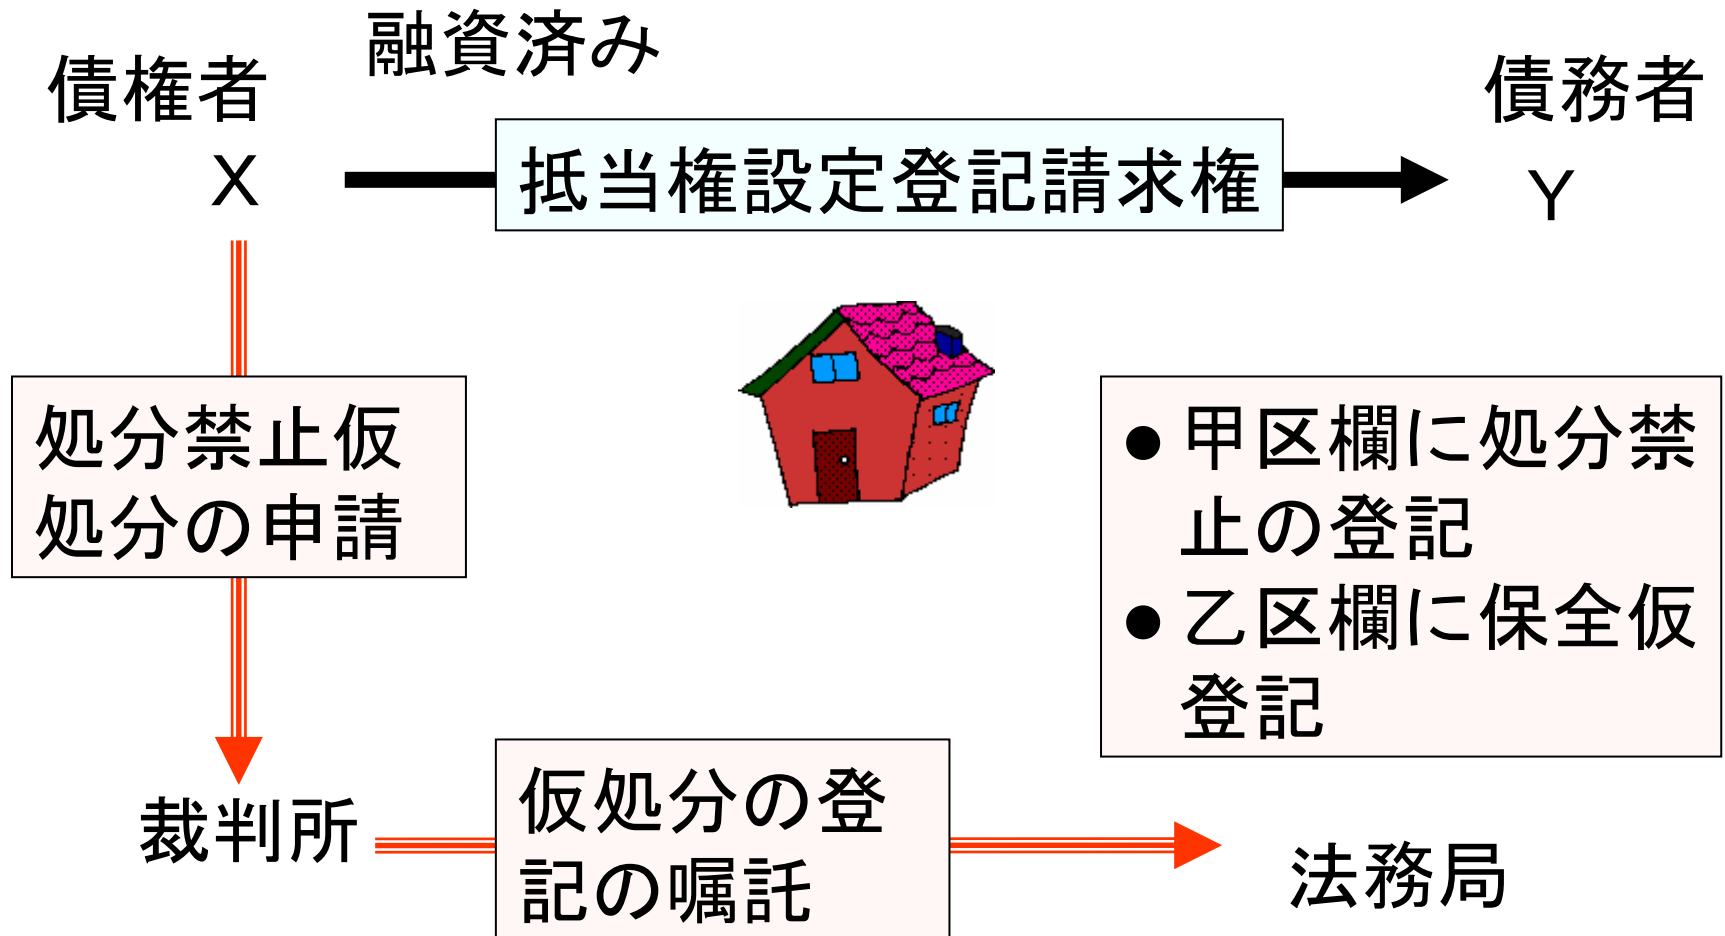 融資済み
債権者
X
抵当権設定登記請求権
債務者
Y
処分禁止仮
処分の申請
● 甲区欄に処分禁
止の登記
● 乙区欄に保全仮
登記
裁判所
仮処分の登
記の嘱託
法務局